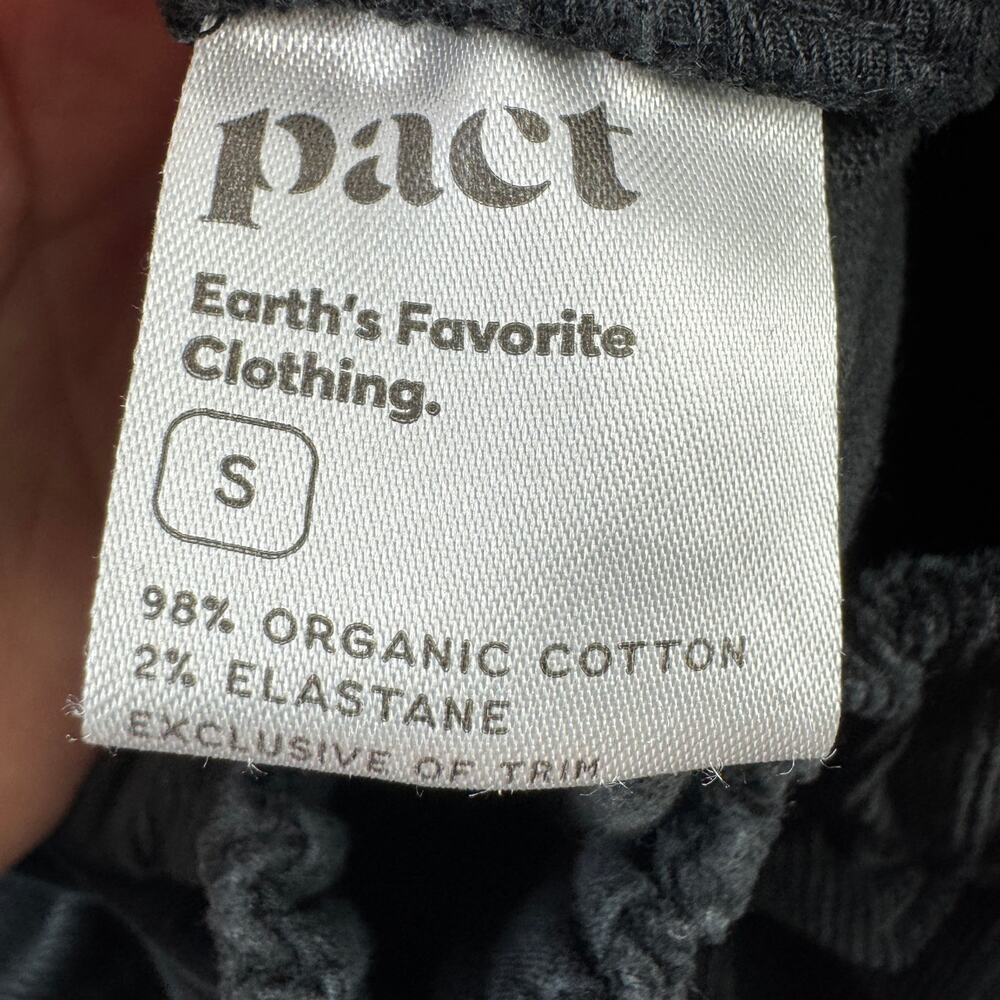 pact
Earth's Favorite
Clothing.
S
98% ORGANIC COTTON
2% ELASTANE
EXCLUSIVE OF TRIM